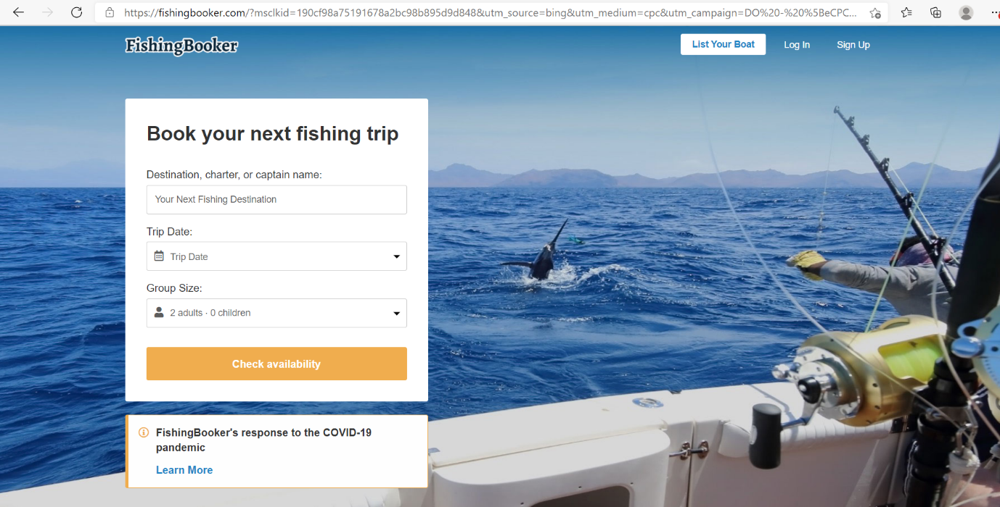 https://fishingbooker.com/?msclkid=190cf98a75191678a2bc98b895d9d848&utm_source=bing&utm_medium=cpc&utm_campaign=DO%20-%20%5BeCPC...
FishingBooker
List Your Boat
Log In
Sign Up
Book your next fishing trip
Destination, charter, or captain name:
Your Next Fishing Destination
Trip Date:
Trip Date
Group Size:
2 adults · 0 children
Check availability
FishingBooker's response to the COVID-19
pandemic
Learn More